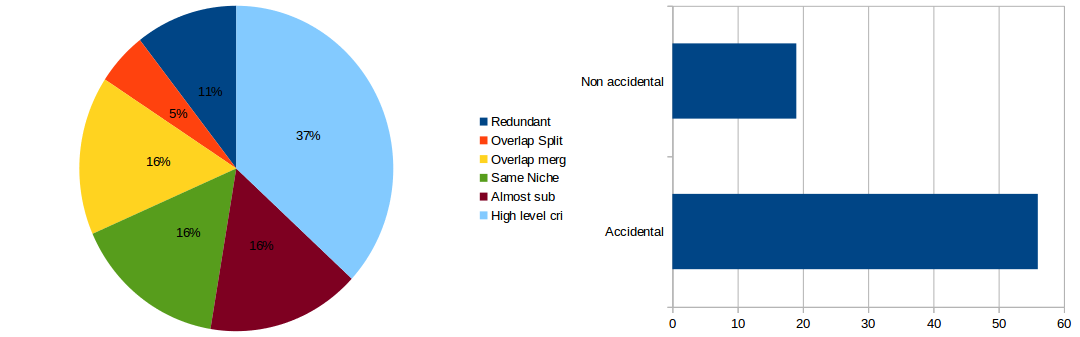 11%
5%
37%
16%
16%
16%
Redundant
Overlap Split
Overlap merg
Same Niche
Almost sub
High level cri
Non accidental
Accidental
0 10 20 30 40 50 60